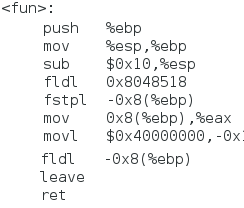 <fun>:
push %ebp
mov %esp,%ebp
sub $0x10,%esp
fldl 0x8048518
fstpl -0x8(%ebp)
mov 0x8(%ebp),%eax
movl $0x40000000,-0x
fldl -0x8(%ebp)
leave
ret